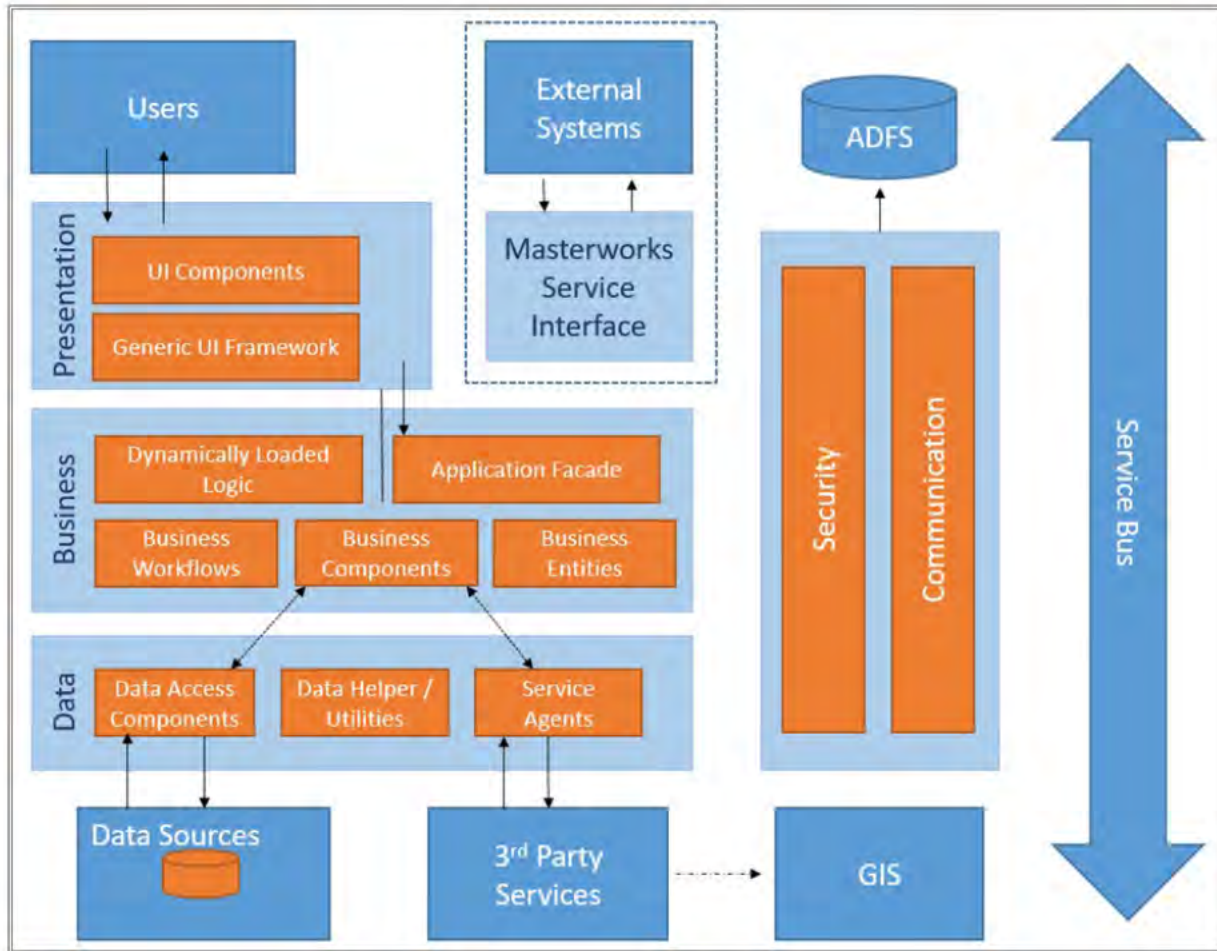 Users
External
Systems
ADFS
Presentation
UI Components
Generic UI Framework
Masterworks
Service
Interface
Business
Dynamically Loaded
Logic
Application Facade
Business
Workflows
Business
Components
Business
Entities
Data
Data Access
Components
Data Helper /
Utilities
Service
Agents
Security
Communication
Service Bus
Data Sources
3rd Party
Services
GIS